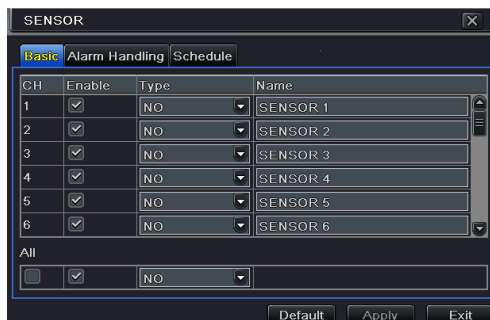 SENSOR
Basic Alarm Handling Schedule
CH Enable Type Name
1 NO SENSOR 1
2 NO SENSOR 2
3 NO SENSOR 3
4 NO SENSOR 4
5 NO SENSOR 5
6 NO SENSOR 6
All
NO
Default Apply Exit